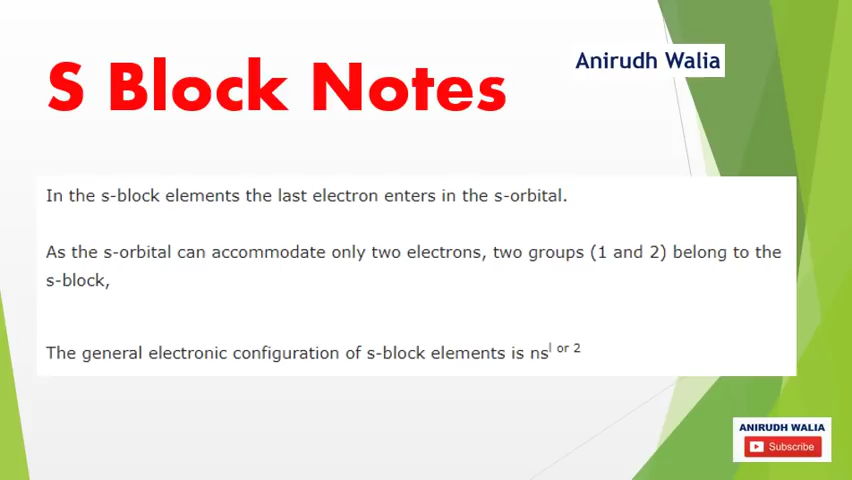 S Block Notes
Anirudh Walia
In the s-block elements the last electron enters in the s-orbital.
As the s-orbital can accommodate only two electrons, two groups (1 and 2) belong to the
s-block,
The general electronic configuration of s-block elements is ns^l or 2
ANIRUDH WALIA
Subscribe